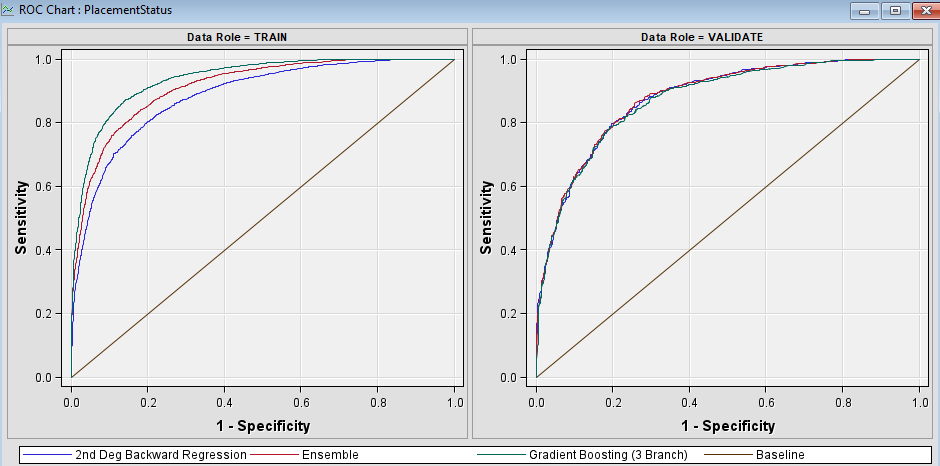 ROC Chart : PlacementStatus
Data Role = TRAIN
Data Role = VALIDATE
Sensitivity
1.0
0.8
0.6
0.4
0.2
0.0
0.0 0.2 0.4 0.6 0.8 1.0
1 - Specificity
Sensitivity
1.0
0.8
0.6
0.4
0.2
0.0
0.0 0.2 0.4 0.6 0.8 1.0
1 - Specificity
2nd Deg Backward Regression Ensemble Gradient Boosting (3 Branch) Baseline